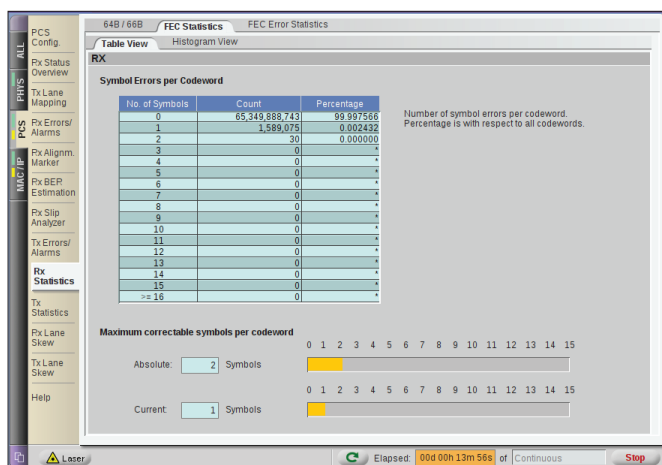 64B / 66B FEC Statistics FEC Error Statistics
Table View Histogram View
RX
ALL
PHYS
PCS
MAC / IP
PCS Config.
Rx Status Overview
Tx Lane Mapping
Rx Errors/ Alarms
Rx Alignm. Marker
Rx BER Estimation
Rx Slip Analyzer
Tx Errors/ Alarms
Rx Statistics
Tx Statistics
Rx Lane Skew
Tx Lane Skew
Help
Symbol Errors per Codeword
No. of Symbols Count Percentage
0 65,349,888,743 99.997566
1 1,589,075 0.002432
2 30 0.000000
3 0 *
4 0 *
5 0 *
6 0 *
7 0 *
8 0 *
9 0 *
10 0 *
11 0 *
12 0 *
13 0 *
14 0 *
15 0 *
>= 16 0 *
Number of symbol errors per codeword.
Percentage is with respect to all codewords.
Maximum correctable symbols per codeword
0 1 2 3 4 5 6 7 8 9 10 11 12 13 14 15
Absolute: 2 Symbols
0 1 2 3 4 5 6 7 8 9 10 11 12 13 14 15
Current: 1 Symbols
Laser Elapsed: 00d 00h 13m 56s of Continuous Stop